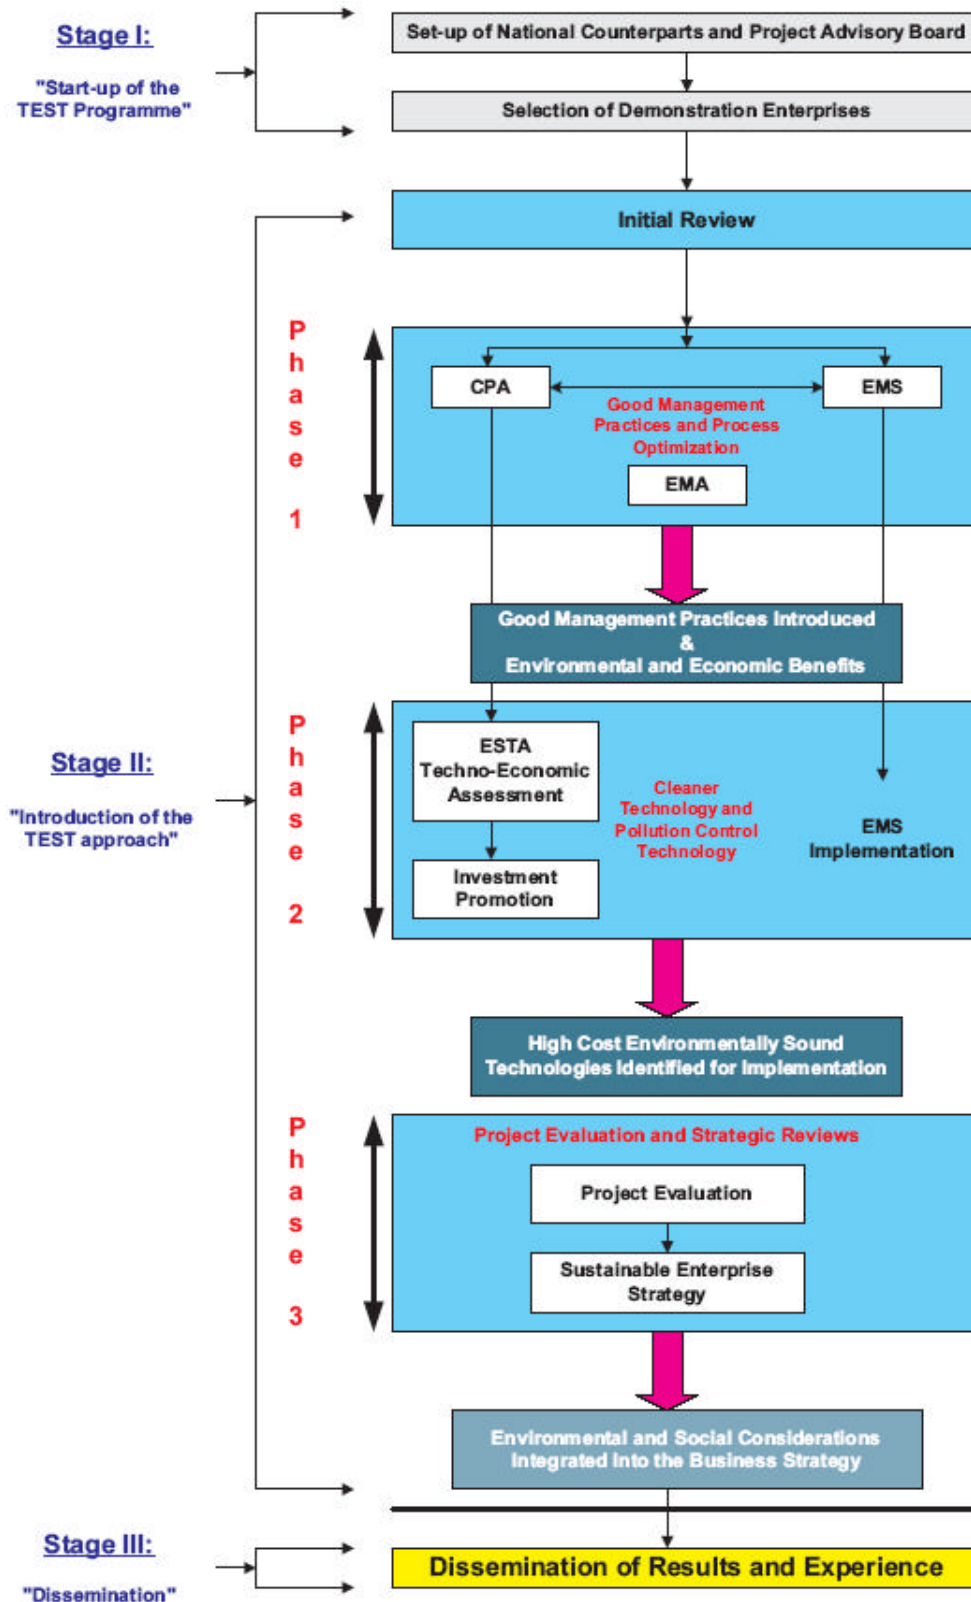 Stage I:
"Start-up of the
TEST Programme"
Set-up of National Counterparts and Project Advisory Board
Selection of Demonstration Enterprises
Initial Review
Phase 1
CPA
EMS
Good Management
Practices and Process
Optimization
EMA
Good Management Practices Introduced
&
Environmental and Economic Benefits
Stage II:
"Introduction of the
TEST approach"
Phase 2
ESTA
Techno-Economic
Assessment
Investment
Promotion
Cleaner
Technology and
Pollution Control
Technology
EMS
Implementation
High Cost Environmentally Sound
Technologies Identified for Implementation
Phase 3
Project Evaluation and Strategic Reviews
Project Evaluation
Sustainable Enterprise
Strategy
Environmental and Social Considerations
Integrated Into the Business Strategy
Stage III:
"Dissemination"
Dissemination of Results and Experience